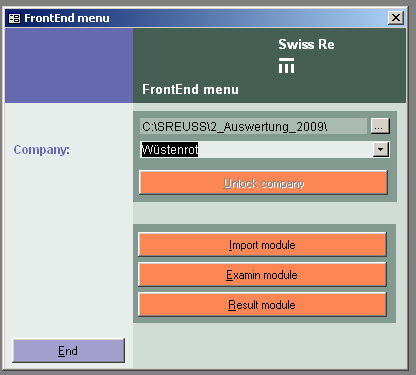 FrontEnd menu
Swiss Re
FrontEnd menu
C:\SREUSS\2_Auswertung_2009\
...
Company:
Wüstenrot
Unlock company
Import module
Examin module
Result module
End